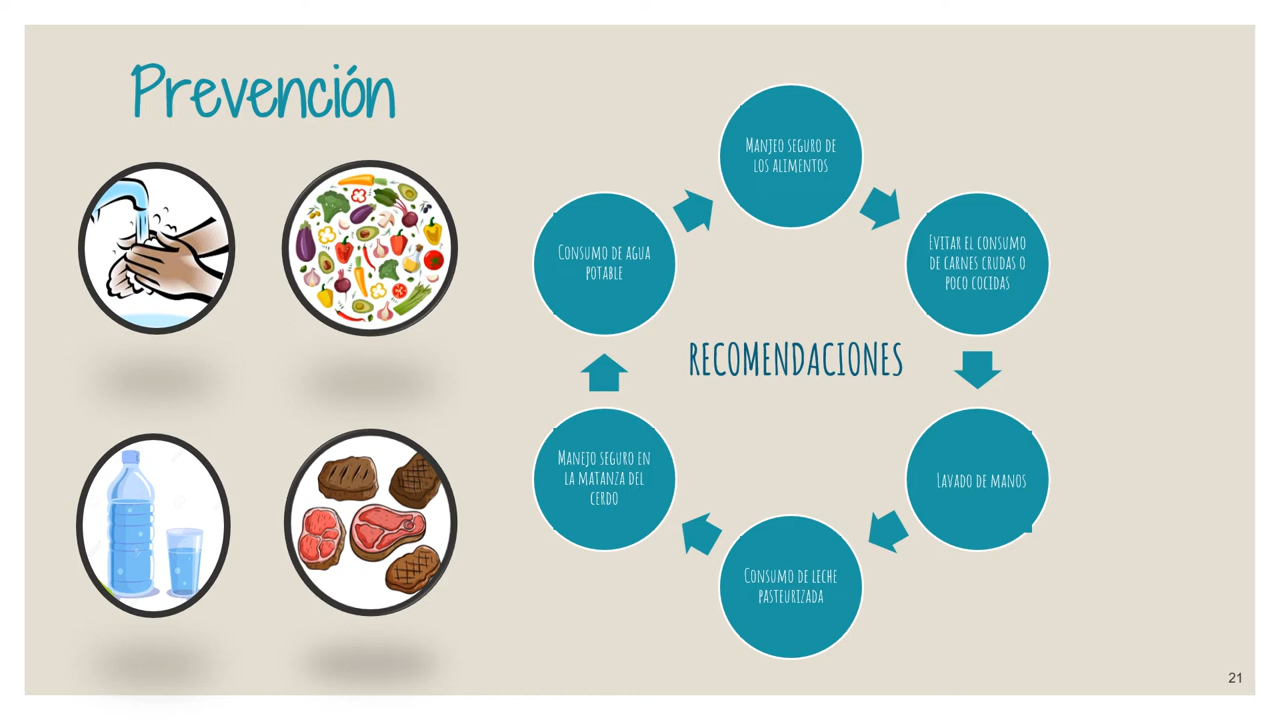 Prevención
Manjeo seguro de
los alimentos
Evitar el consumo
de carnes crudas o
poco cocidas
Lavado de manos
Consumo de leche
pasteurizada
Manejo seguro en
la matanza del
cerdo
Consumo de agua
potable
RECOMENDACIONES
21